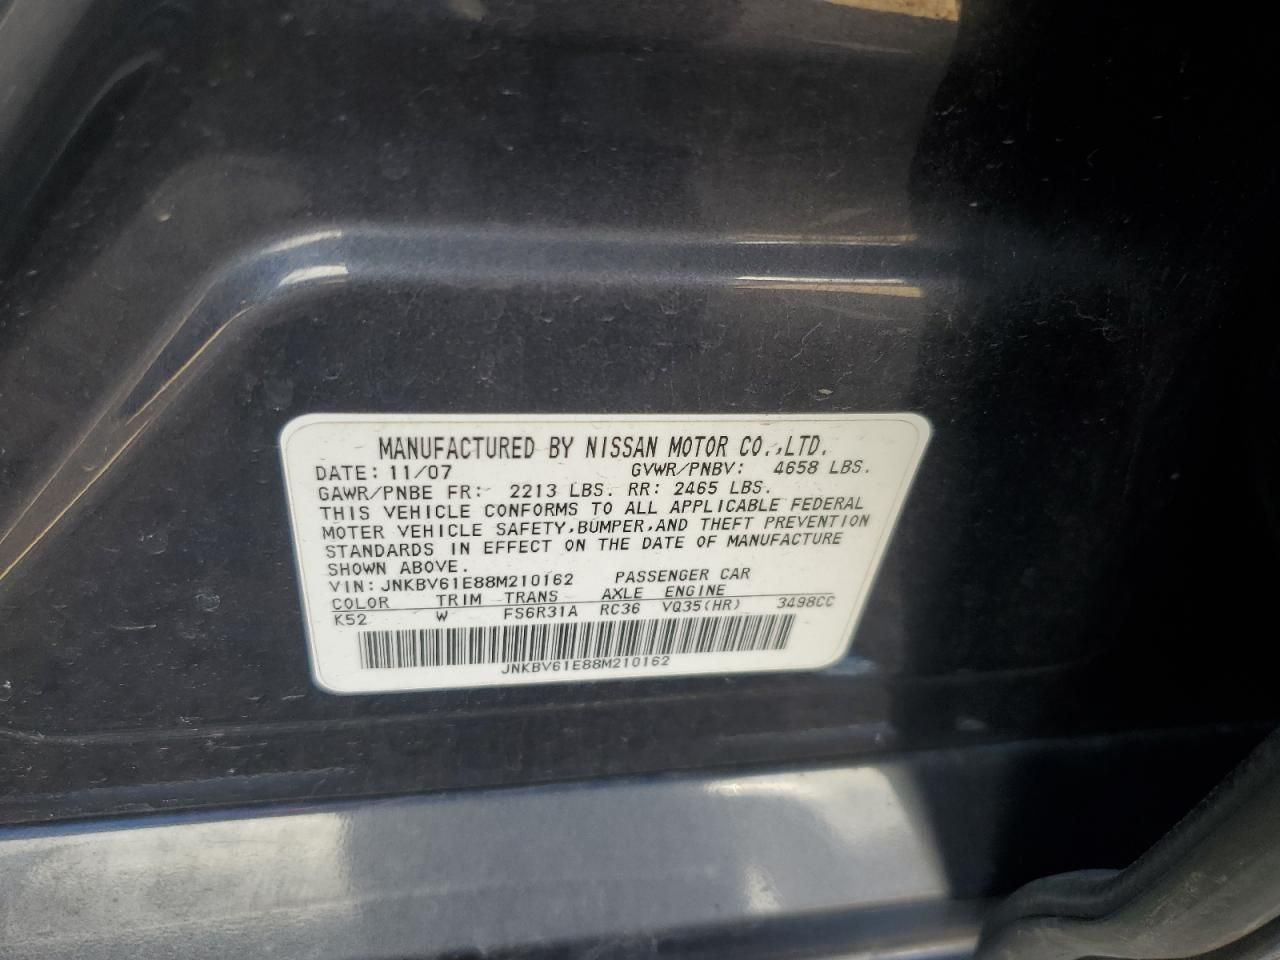 MANUFACTURED BY NISSAN MOTOR CO.,LTD.
DATE: 11/07 GVWR/PNBV: 4658 LBS.
GAWR/PNBE FR: 2213 LBS. RR: 2465 LBS.
THIS VEHICLE CONFORMS TO ALL APPLICABLE FEDERAL
MOTER VEHICLE SAFETY,BUMPER,AND THEFT PREVENTION
STANDARDS IN EFFECT ON THE DATE OF MANUFACTURE
SHOWN ABOVE.
VIN: JNKBV61E88M210162 PASSENGER CAR
COLOR TRIM TRANS AXLE ENGINE
K52 W FS6R31A RC36 VQ35(HR) 3498CC
JNKBV61E88M210162